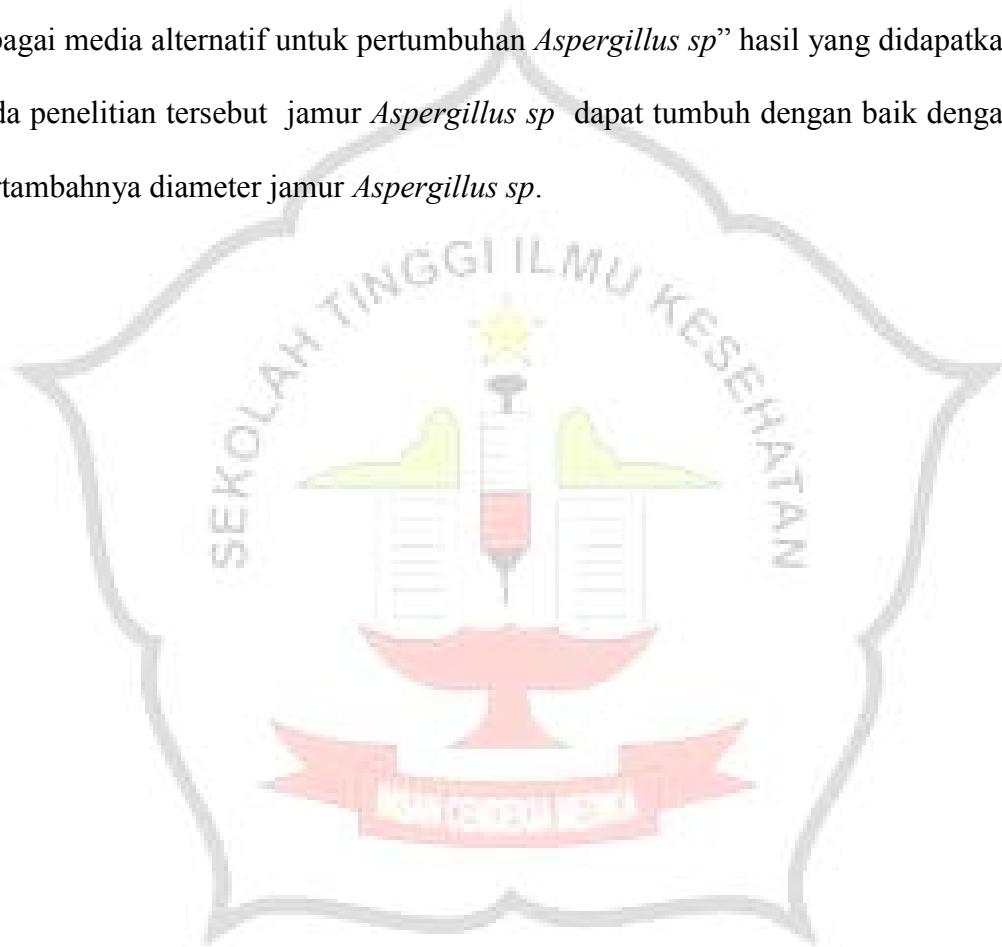 bagai media alternatif untuk pertumbuhan Aspergillus sp” hasil yang didapatka
da penelitian tersebut jamur Aspergillus sp dapat tumbuh dengan baik denga
rtambahnya diameter jamur Aspergillus sp.
SEKOLAH TINGGI ILMU KESEHATAN